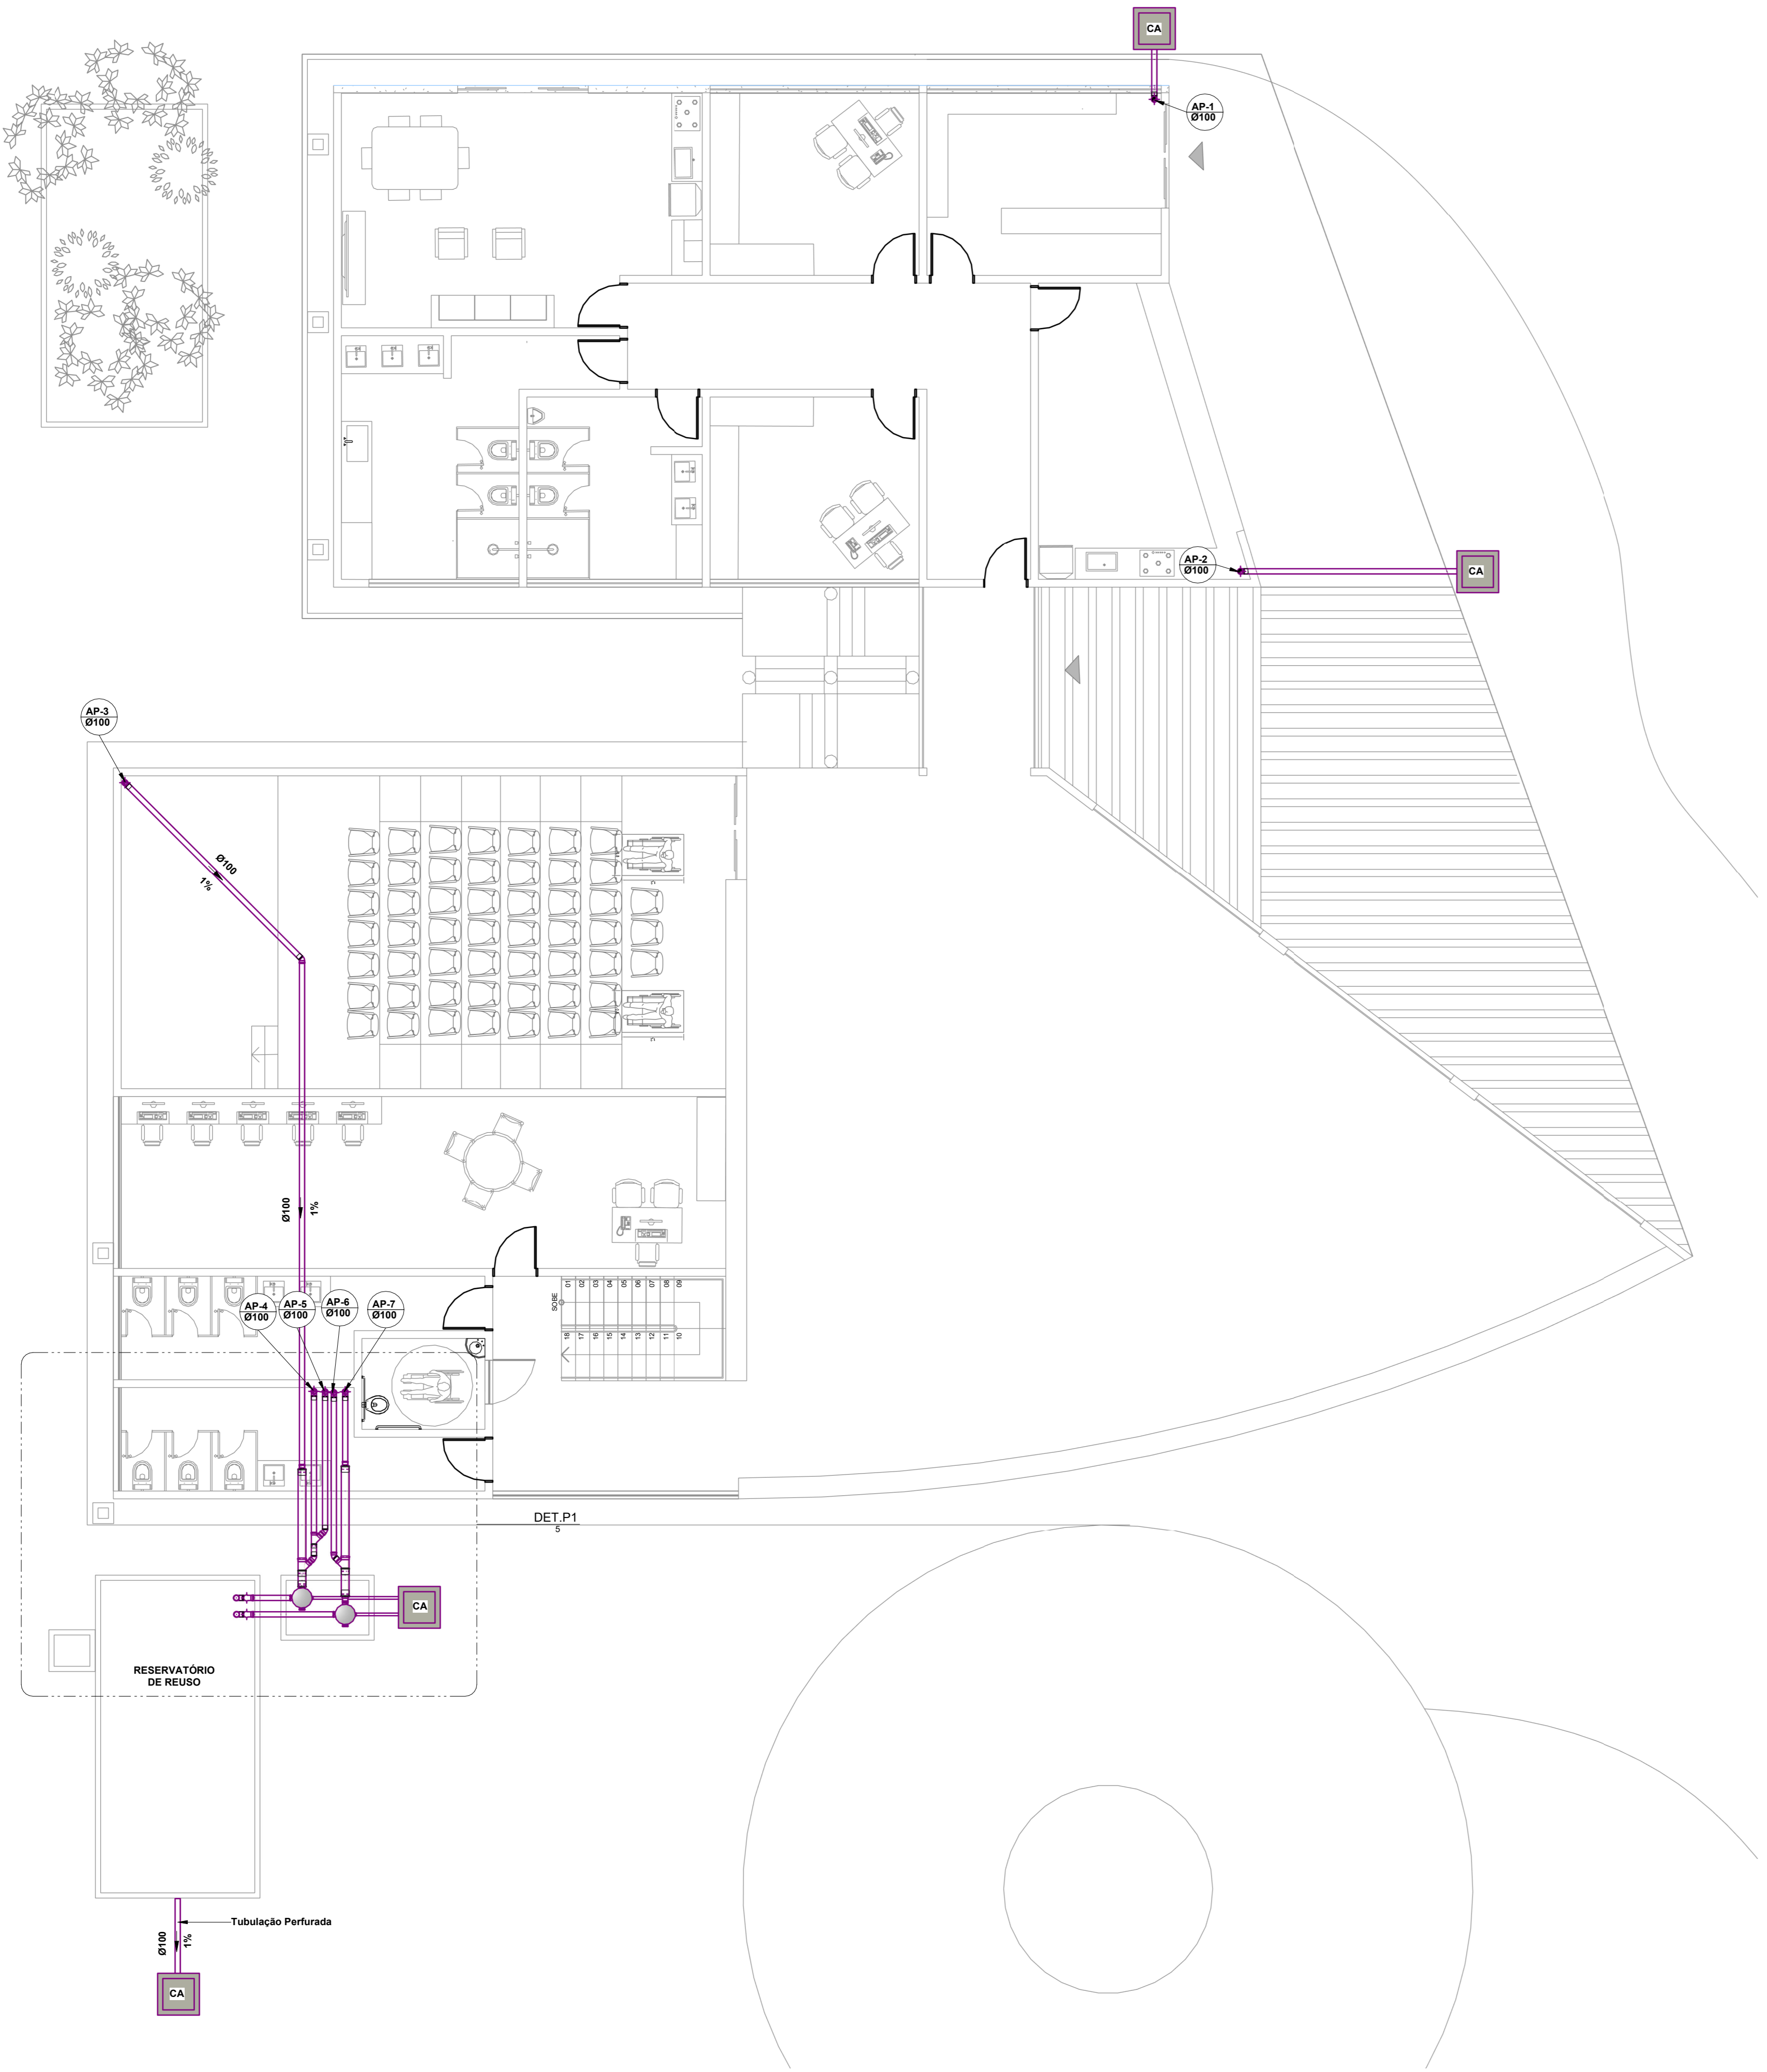 CA
AP-1
Ø100
AP-2
Ø100
CA
AP-3
Ø100
Ø100
1%
Ø100
1%
SOBE
01
02
03
04
05
06
07
08
09
18
17
16
15
14
13
12
11
10
AP-4
Ø100
AP-5
Ø100
AP-6
Ø100
AP-7
Ø100
DET.P1
5
CA
RESERVATÓRIO
DE REUSO
Tubulação Perfurada
Ø100
1%
CA